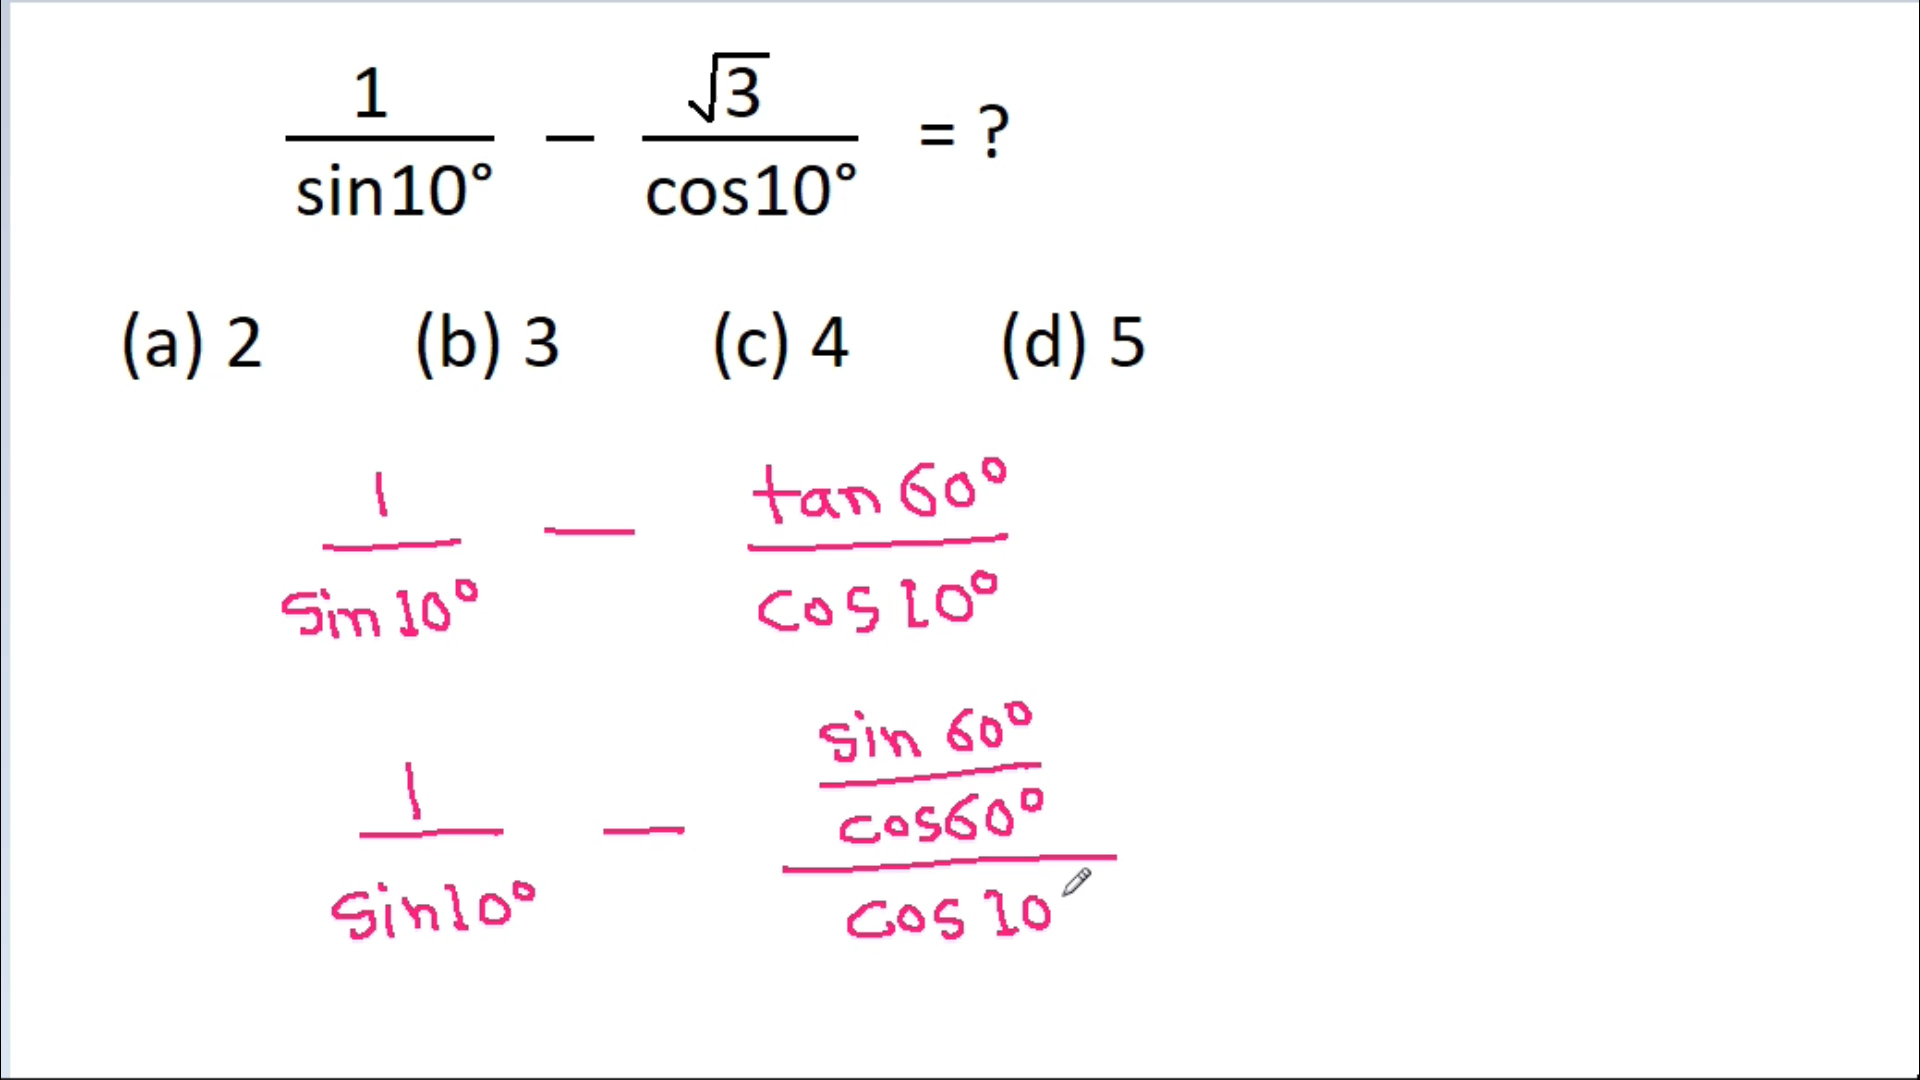 1/sin10° − √3/cos10° = ?
(a) 2 (b) 3 (c) 4 (d) 5
1/sin10° − tan60°/cos10°
1/sin10° − (sin60°/cos60°)/cos10